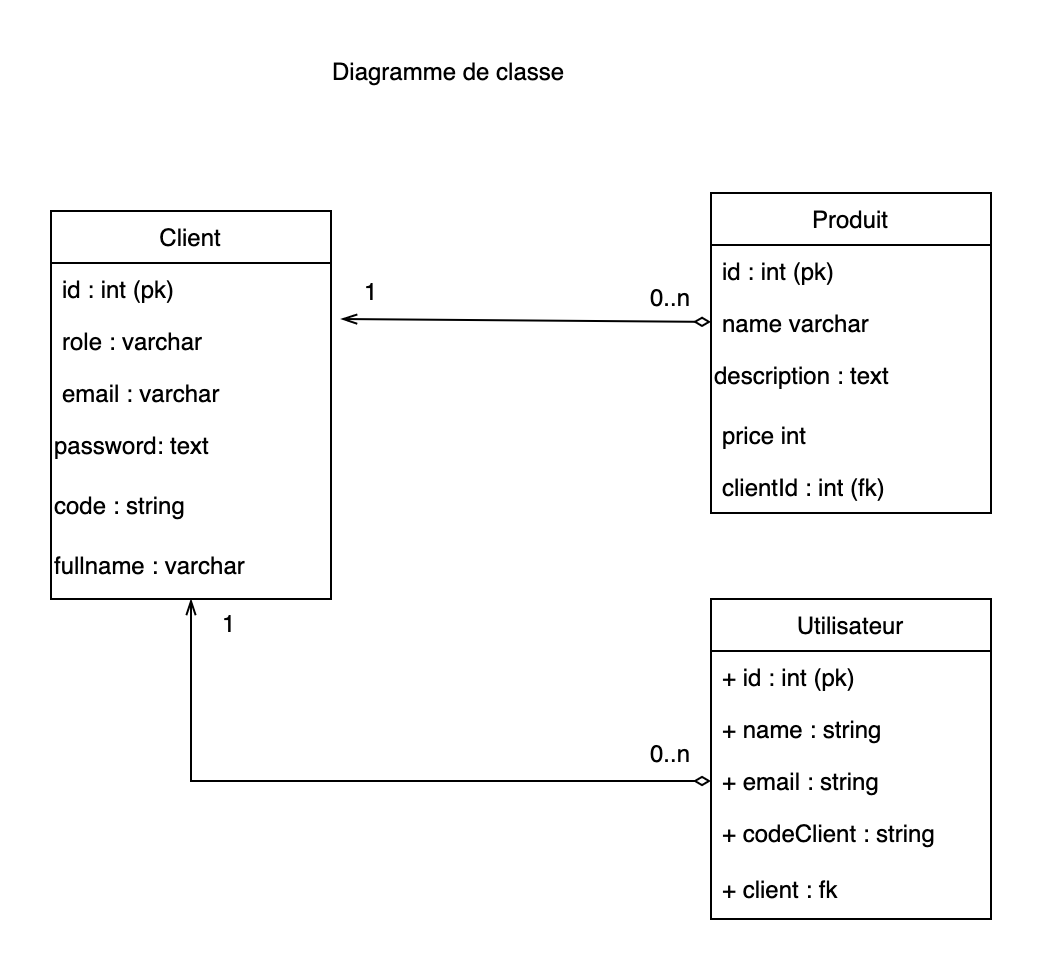 Diagramme de classe
Client
id : int (pk)
role : varchar
email : varchar
password: text
code : string
fullname : varchar
1
0..n
Produit
id : int (pk)
name varchar
description : text
price int
clientId : int (fk)
1
0..n
Utilisateur
+ id : int (pk)
+ name : string
+ email : string
+ codeClient : string
+ client : fk